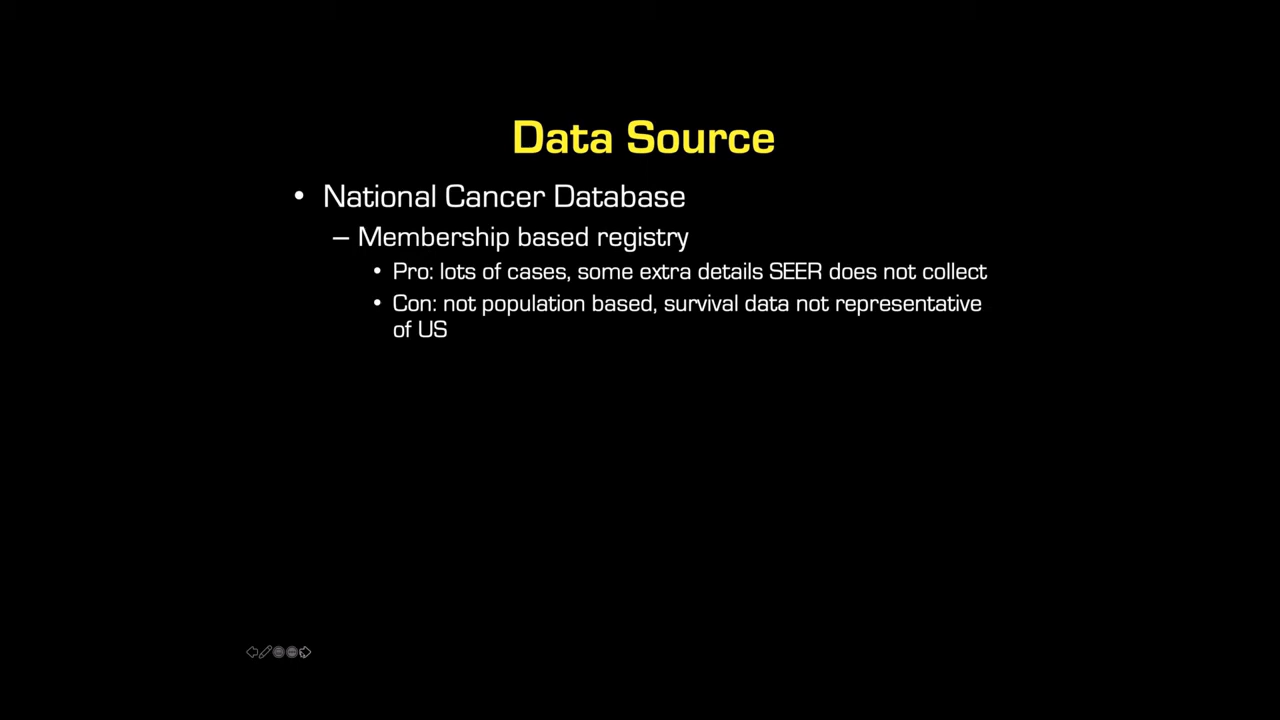 Data Source
• National Cancer Database
– Membership based registry
• Pro: lots of cases, some extra details SEER does not collect
• Con: not population based, survival data not representative
of US